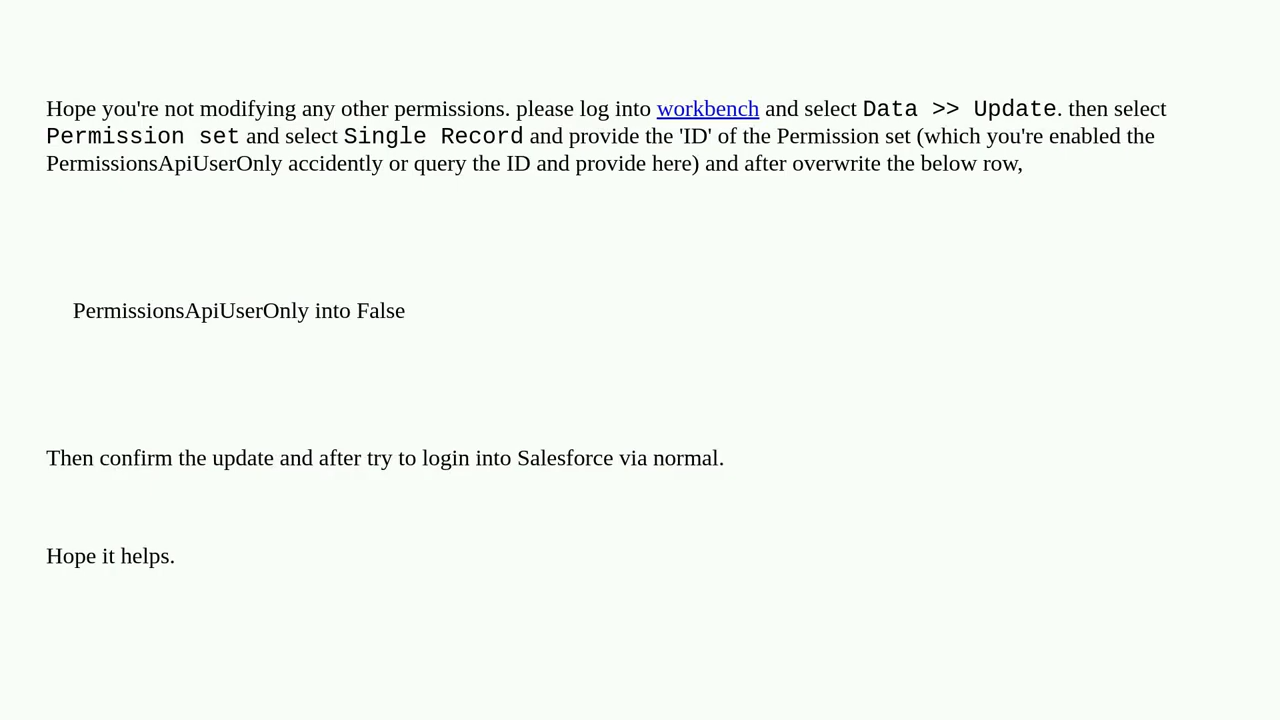 Hope you're not modifying any other permissions. please log into workbench and select Data >> Update. then select
Permission set and select Single Record and provide the 'ID' of the Permission set (which you're enabled the
PermissionsApiUserOnly accidently or query the ID and provide here) and after overwrite the below row,
PermissionsApiUserOnly into False
Then confirm the update and after try to login into Salesforce via normal.
Hope it helps.